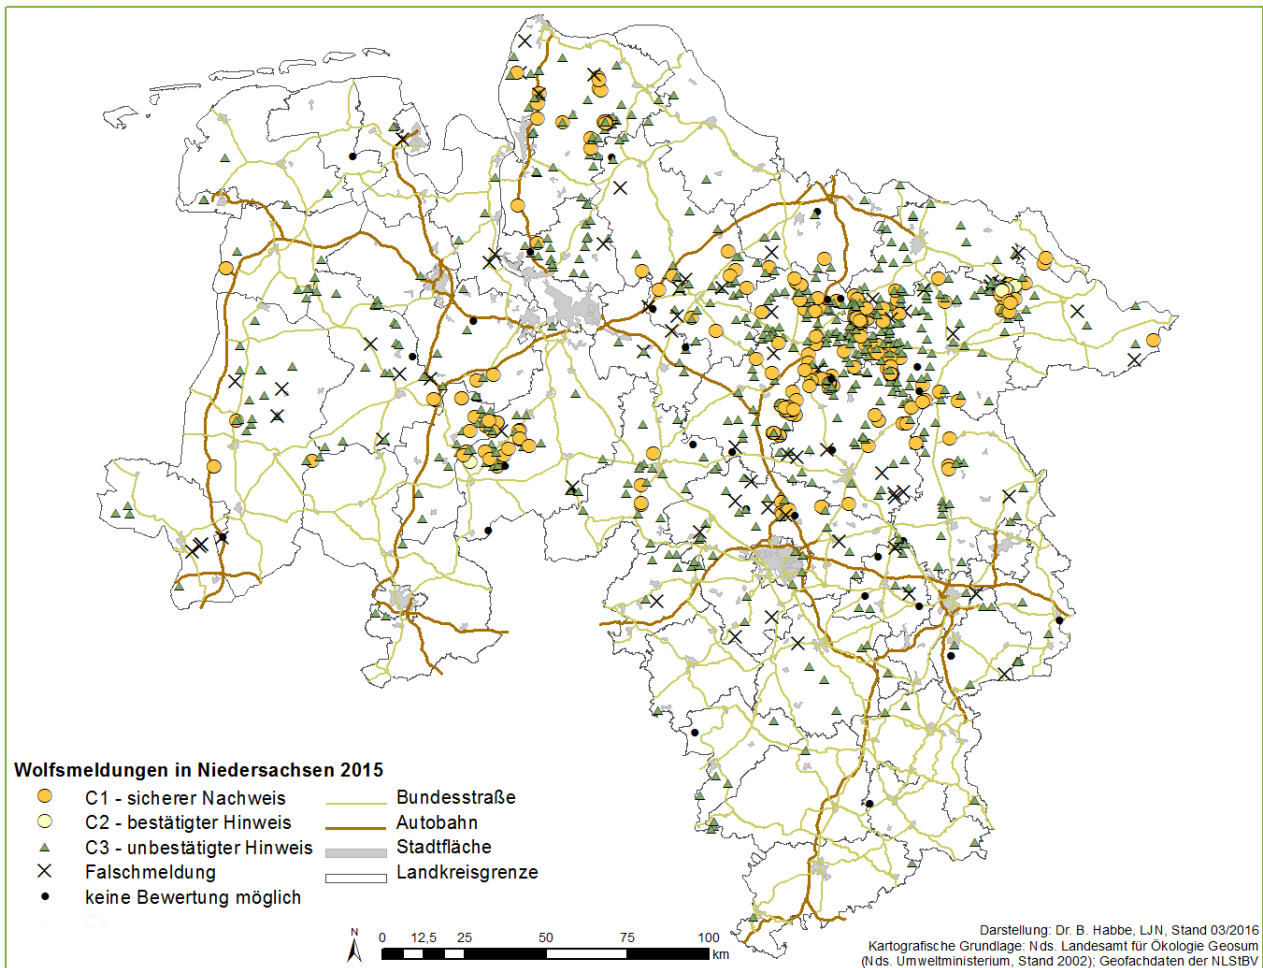 Wolfsmeldungen in Niedersachsen 2015
C1 - sicherer Nachweis
C2 - bestätigter Hinweis
C3 - unbestätigter Hinweis
Falschmeldung
keine Bewertung möglich
Bundesstraße
Autobahn
Stadtfläche
Landkreisgrenze
N
0 12,5 25 50 75 100
km
Darstellung: Dr. B. Habbe, LJN, Stand 03/2016
Kartografische Grundlage: Nds. Landesamt für Ökologie Geosum
(Nds. Umweltministerium, Stand 2002); Geofachdaten der NLStBV